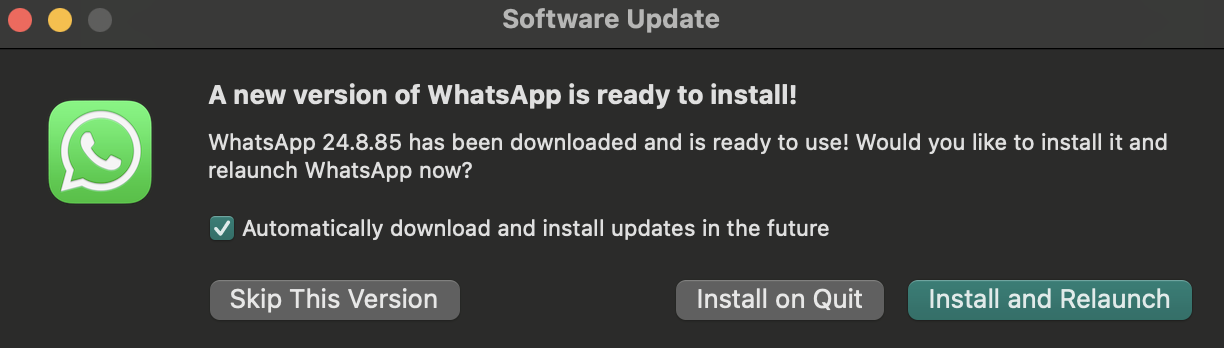 Software Update
A new version of WhatsApp is ready to install!
WhatsApp 24.8.85 has been downloaded and is ready to use! Would you like to install it and
relaunch WhatsApp now?
Automatically download and install updates in the future
Skip This Version
Install on Quit
Install and Relaunch